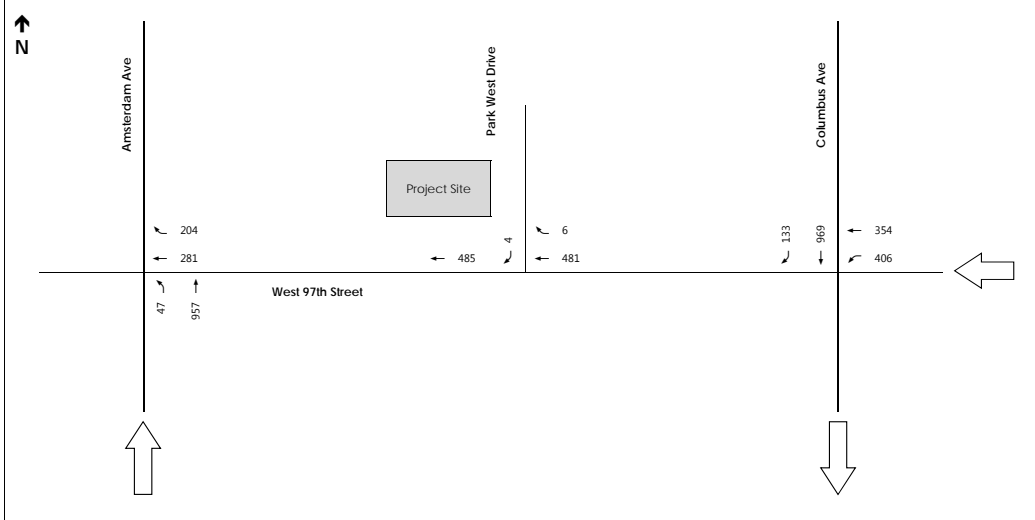 N
Amsterdam Ave
Park West Drive
Columbus Ave
Project Site
204
281
47
957
485
4
6
481
133
969
354
406
West 97th Street